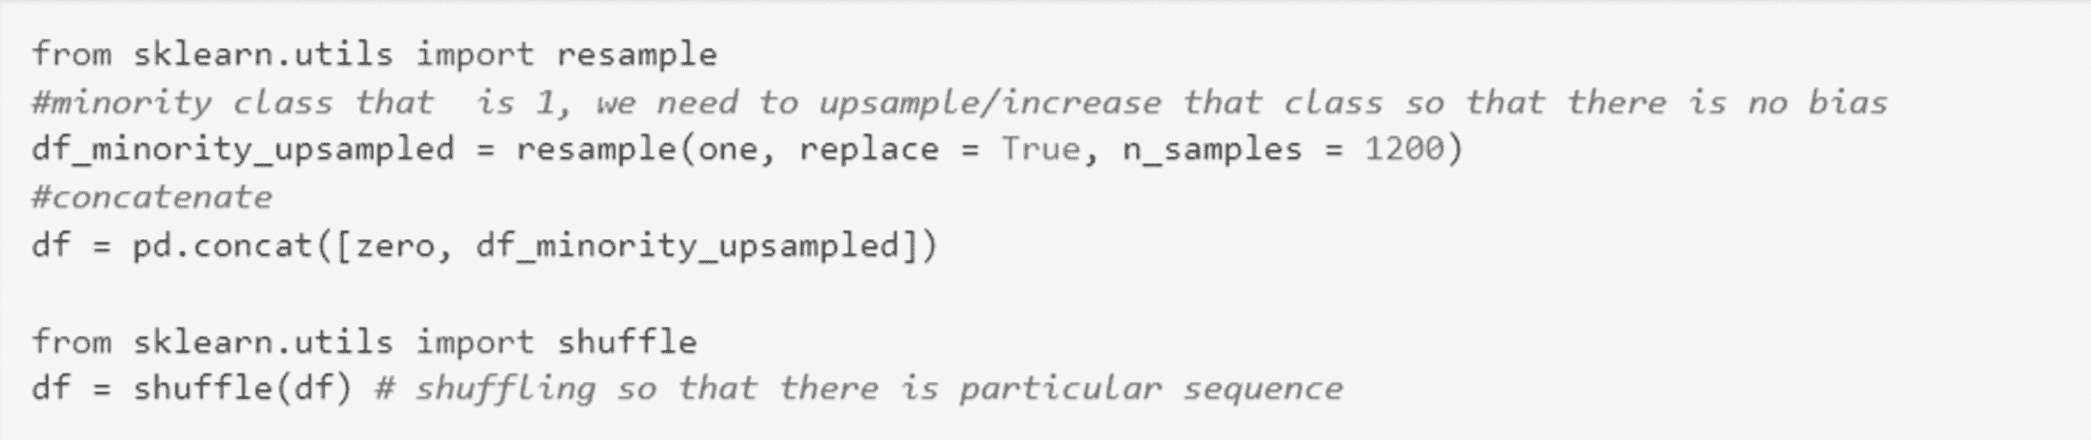 from sklearn.utils import resample
#minority class that  is 1, we need to upsample/increase that class so that there is no bias
df_minority_upsampled = resample(one, replace = True, n_samples = 1200)
#concatenate
df = pd.concat([zero, df_minority_upsampled])

from sklearn.utils import shuffle
df = shuffle(df) # shuffling so that there is particular sequence